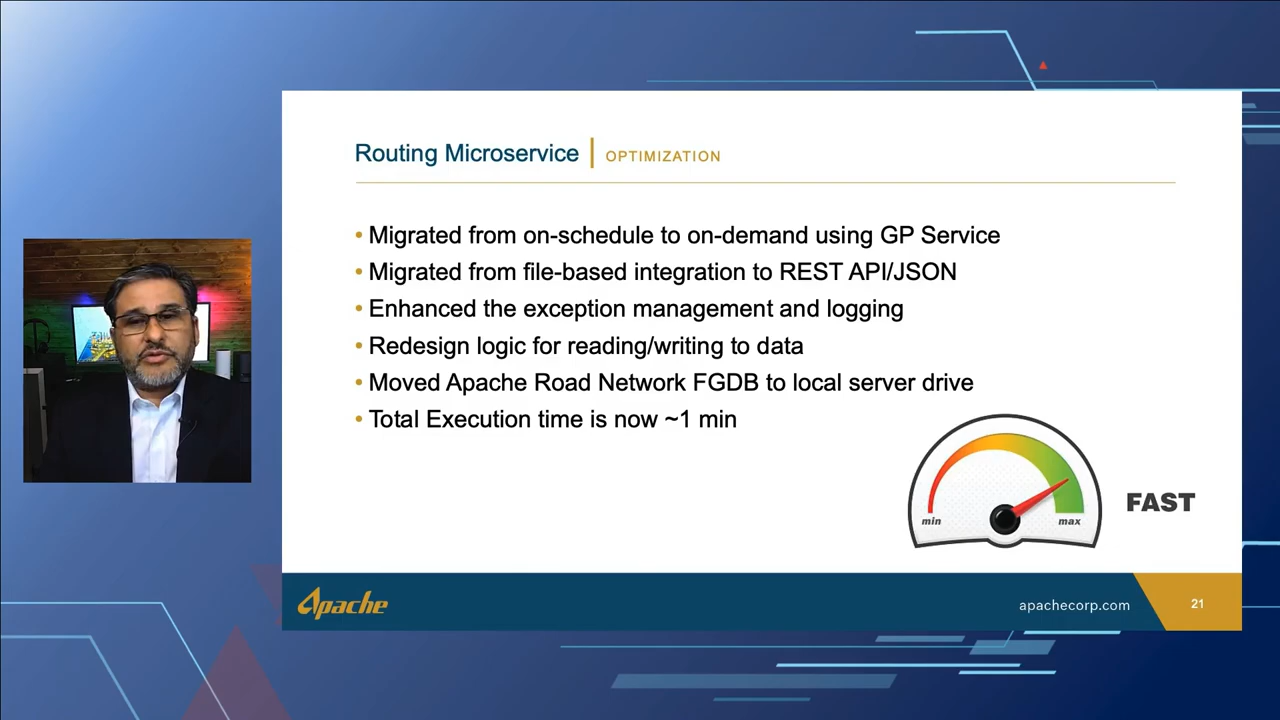 Routing Microservice | OPTIMIZATION
• Migrated from on-schedule to on-demand using GP Service
• Migrated from file-based integration to REST API/JSON
• Enhanced the exception management and logging
• Redesign logic for reading/writing to data
• Moved Apache Road Network FGDB to local server drive
• Total Execution time is now ~1 min
min
max
FAST
Apache
apachecorp.com
21